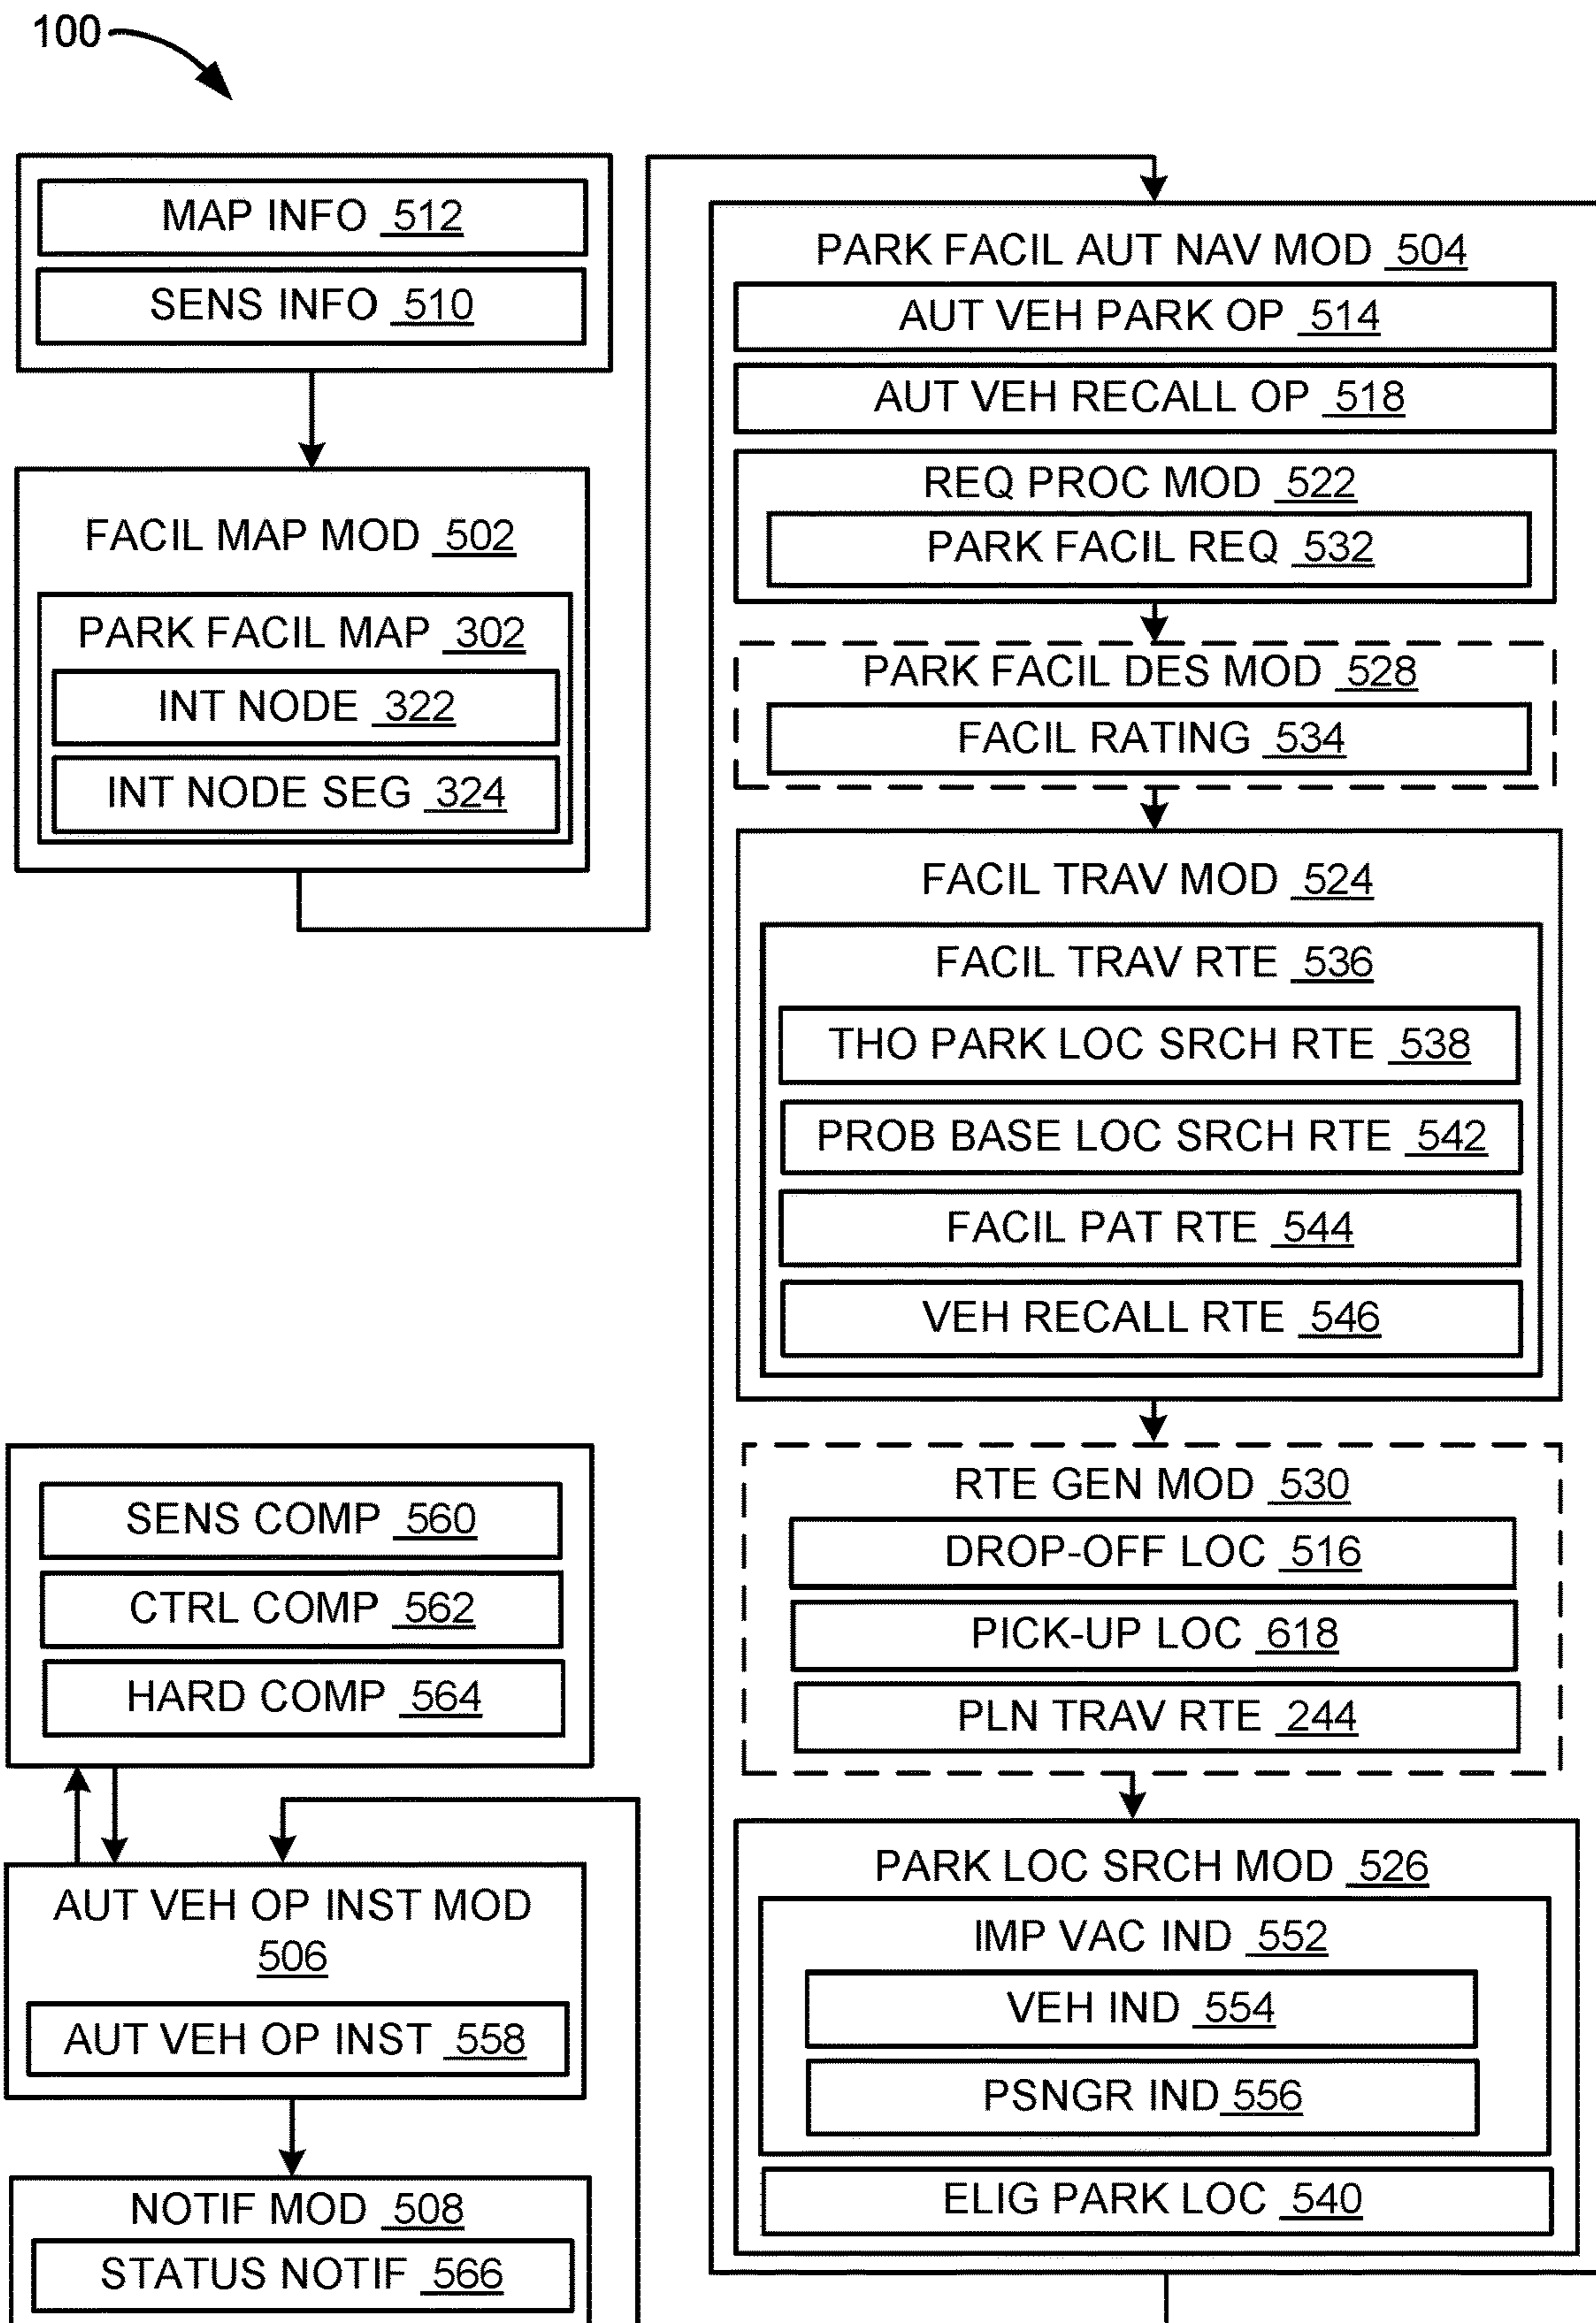 100
MAP INFO 512
SENS INFO 510
FACIL MAP MOD 502
PARK FACIL MAP 302
INT NODE 322
INT NODE SEG 324
SENS COMP 560
CTRL COMP 562
HARD COMP 564
AUT VEH OP INST MOD
506
AUT VEH OP INST 558
NOTIF MOD 508
STATUS NOTIF 566
PARK FACIL AUT NAV MOD 504
AUT VEH PARK OP 514
AUT VEH RECALL OP 518
REQ PROC MOD 522
PARK FACIL REQ 532
PARK FACIL DES MOD 528
FACIL RATING 534
FACIL TRAV MOD 524
FACIL TRAV RTE 536
THO PARK LOC SRCH RTE 538
PROB BASE LOC SRCH RTE 542
FACIL PAT RTE 544
VEH RECALL RTE 546
RTE GEN MOD 530
DROP-OFF LOC 516
PICK-UP LOC 618
PLN TRAV RTE 244
PARK LOC SRCH MOD 526
IMP VAC IND 552
VEH IND 554
PSNGR IND 556
ELIG PARK LOC 540